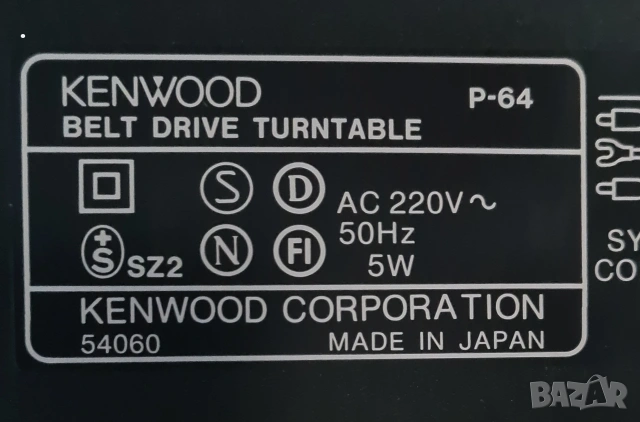 KENWOOD P-64
BELT DRIVE TURNTABLE
S D AC 220V~
50Hz
+S SZ2 N FI 5W
KENWOOD CORPORATION
54060 MADE IN JAPAN
SY
CO
BAZAR